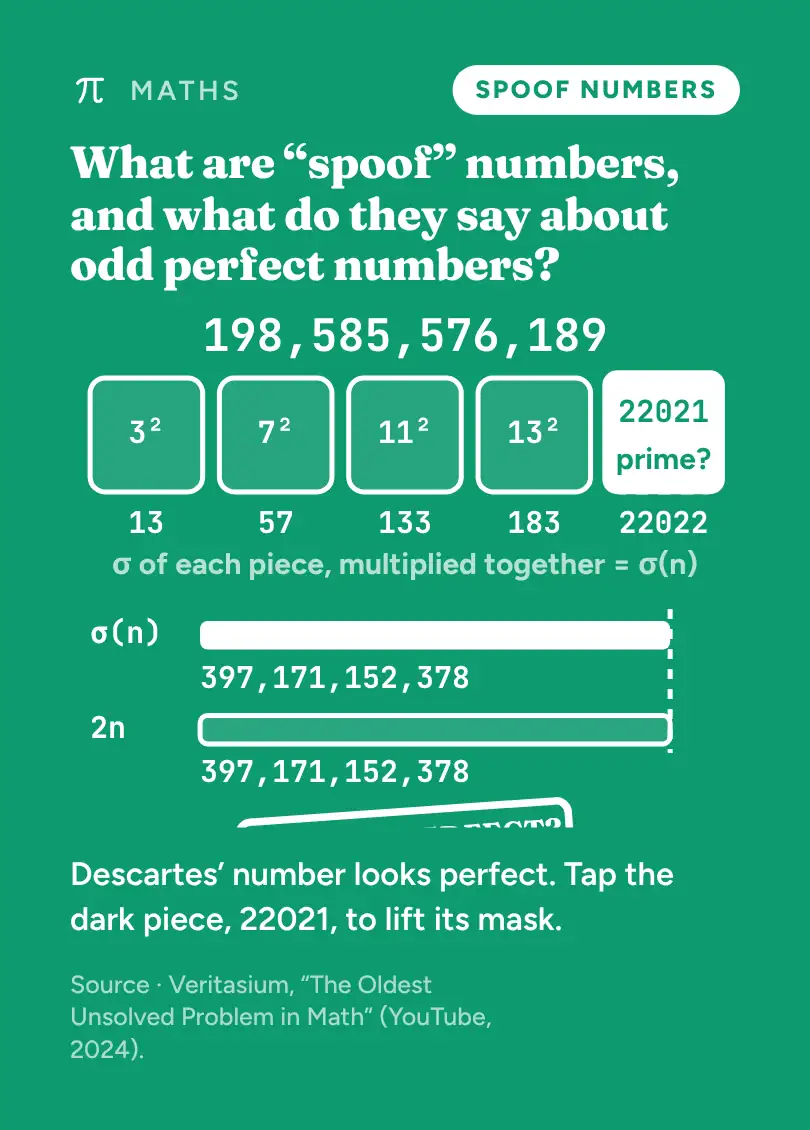 π MATHS
SPOOF NUMBERS
What are “spoof” numbers,
and what do they say about
odd perfect numbers?
198,585,576,189
3² 7² 11² 13² 22021
prime?
13 57 133 183 22022
σ of each piece, multiplied together = σ(n)
σ(n)
397,171,152,378
2n
397,171,152,378
Descartes’ number looks perfect. Tap the
dark piece, 22021, to lift its mask.
Source · Veritasium, “The Oldest
Unsolved Problem in Math” (YouTube,
2024).